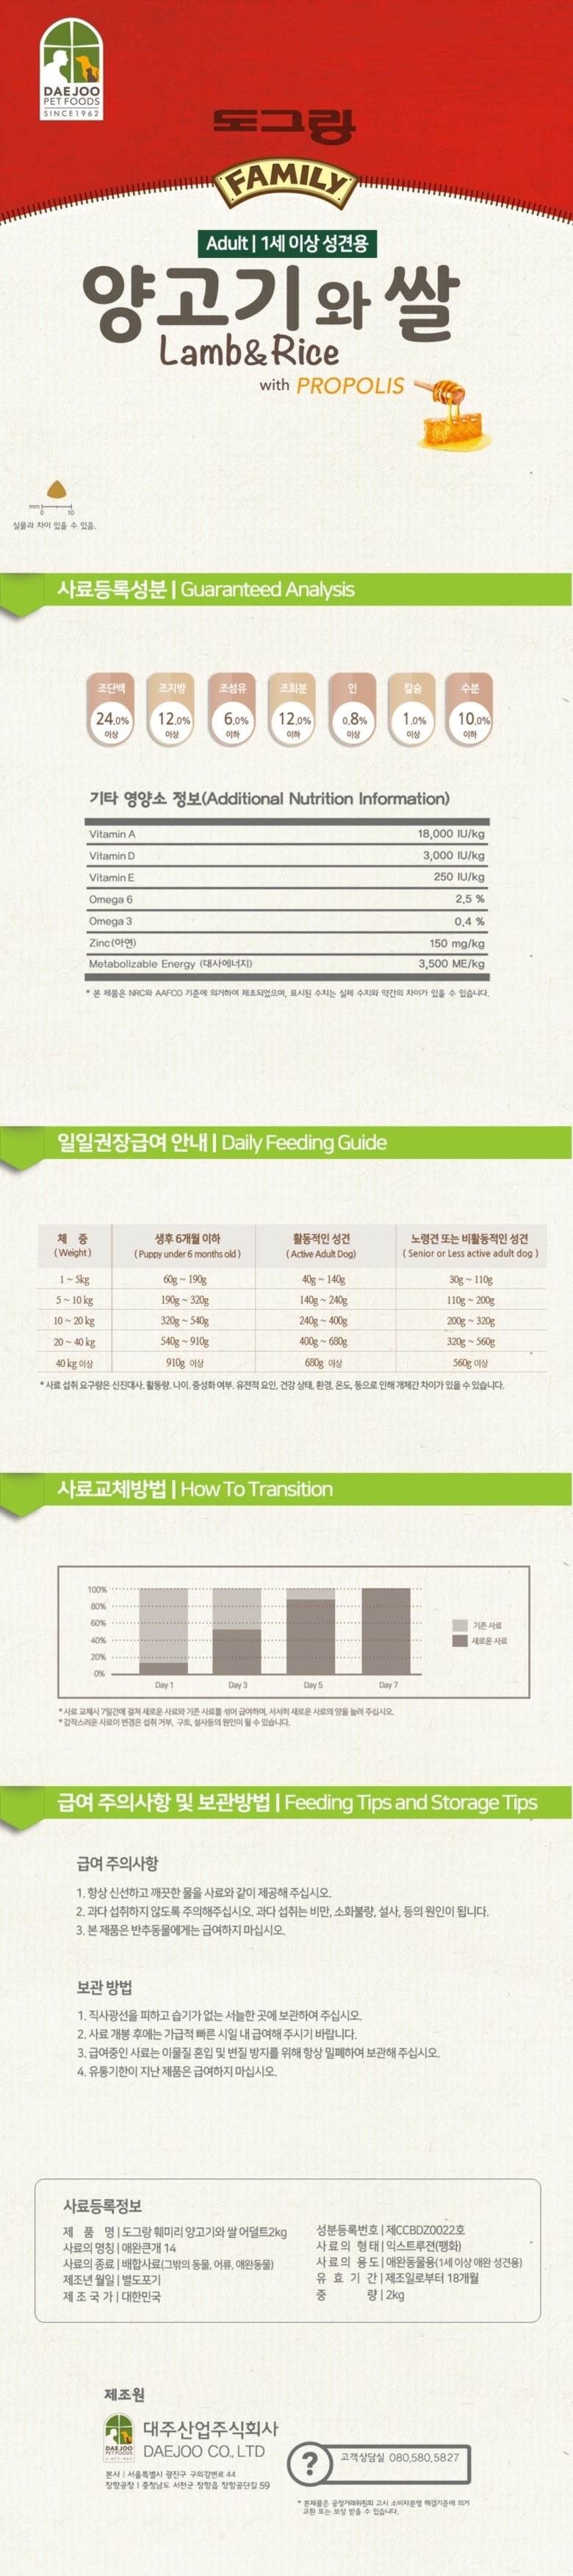 DAEJOO
PET FOODS
SINCE 1962
도그랑
FAMILY
Adult | 1세 이상 성견용
양고기와 쌀
Lamb&Rice
with PROPOLIS
mm
0 10
실물과 차이 있을 수 있음.
사료등록성분 | Guaranteed Analysis
조단백 조지방 조섬유 조회분 인 칼슘 수분
24.0% 12.0% 6.0% 12.0% 0.8% 1.0% 10.0%
이상 이상 이하 이하 이상 이상 이하
기타 영양소 정보(Additional Nutrition Information)
Vitamin A 18,000 IU/kg
Vitamin D 3,000 IU/kg
Vitamin E 250 IU/kg
Omega 6 2.5 %
Omega 3 0.4 %
Zinc(아연) 150 mg/kg
Metabolizable Energy (대사에너지) 3,500 ME/kg
* 본 제품은 NRC와 AAFCO 기준에 의거하여 제조되었으며, 표시된 수치는 실제 수치와 약간의 차이가 있을 수 있습니다.
일일권장급여 안내 | Daily Feeding Guide
체 중 생후 6개월 이하 활동적인 성견 노령견 또는 비활동적인 성견
( Weight ) ( Puppy under 6 months old ) ( Active Adult Dog) ( Senior or Less active adult dog )
1 ~ 5kg 60g ~ 190g 40g ~ 140g 30g ~ 110g
5 ~ 10 kg 190g ~ 320g 140g ~ 240g 110g ~ 200g
10 ~ 20 kg 320g ~ 540g 240g ~ 400g 200g ~ 320g
20 ~ 40 kg 540g ~ 910g 400g ~ 680g 320g ~ 560g
40 kg 이상 910g 이상 680g 이상 560g 이상
* 사료 섭취 요구량은 신진대사. 활동량. 나이. 중성화 여부. 유전적 요인, 건강 상태, 환경, 온도, 등으로 인해 개체간 차이가 있을 수 있습니다.
사료교체방법 | How To Transition
100%
80%
60%
40%
20%
0%
기존 사료
새로운 사료
Day 1 Day 3 Day 5 Day 7
* 사료 교체시 7일간에 걸쳐 새로운 사료와 기존 사료를 섞어 급여하며, 서서히 새로운 사료의 양을 늘려 주십시오.
* 갑작스러운 사료의 변경은 섭취 거부, 구토, 설사등의 원인이 될 수 있습니다.
급여 주의사항 및 보관방법 | Feeding Tips and Storage Tips
급여 주의사항
1. 항상 신선하고 깨끗한 물을 사료와 같이 제공해 주십시오.
2. 과다 섭취하지 않도록 주의해주십시오. 과다 섭취는 비만, 소화불량, 설사, 등의 원인이 됩니다.
3. 본 제품은 반추동물에게는 급여하지 마십시오.
보관 방법
1. 직사광선을 피하고 습기가 없는 서늘한 곳에 보관하여 주십시오.
2. 사료 개봉 후에는 가급적 빠른 시일 내 급여해 주시기 바랍니다.
3. 급여중인 사료는 이물질 혼입 및 변질 방지를 위해 항상 밀폐하여 보관해 주십시오.
4. 유통기한이 지난 제품은 급여하지 마십시오.
사료등록정보
제 품 명 | 도그랑 훼미리 양고기와 쌀 어덜트2kg
사료의 명칭 | 애완큰개 14
사료의 종료 | 배합사료(그밖의 동물, 어류, 애완동물)
제조년 월일 | 별도포기
제 조 국 가 | 대한민국
성분등록번호 | 제CCBDZ0022호
사 료 의 형 태 | 익스트루젼(팽화)
사 료 의 용 도 | 애완동물용(1세 이상 애완 성견용)
유 효 기 간 | 제조일로부터 18개월
중 량 | 2kg
제조원
DAEJOO
PET FOODS
SINCE 1962
대주산업주식회사
DAEJOO CO., LTD
본사 | 서울특별시 광진구 구의강변로 44
장항공장 | 충청남도 서천군 장항읍 장항공단길 59
?
고객상담실 080.580.5827
* 본제품은 공정거래위원회 고시 소비자분쟁 해결기준에 의거
교환 또는 보상 받을 수 있습니다.